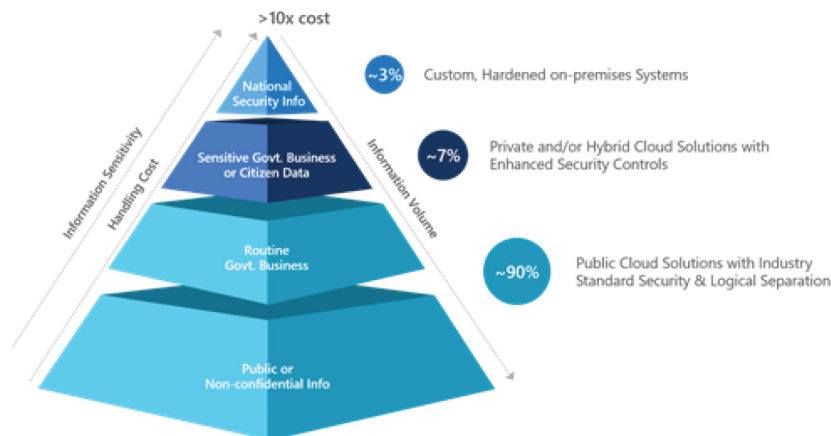 >10x cost
National
Security Info
~3%
Custom, Hardened on-premises Systems
Sensitive Govt. Business
or Citizen Data
~7%
Private and/or Hybrid Cloud Solutions with
Enhanced Security Controls
Information Sensitivity
Handling Cost
Information Volume
Routine
Govt. Business
~90%
Public Cloud Solutions with Industry
Standard Security & Logical Separation
Public or
Non-confidential Info